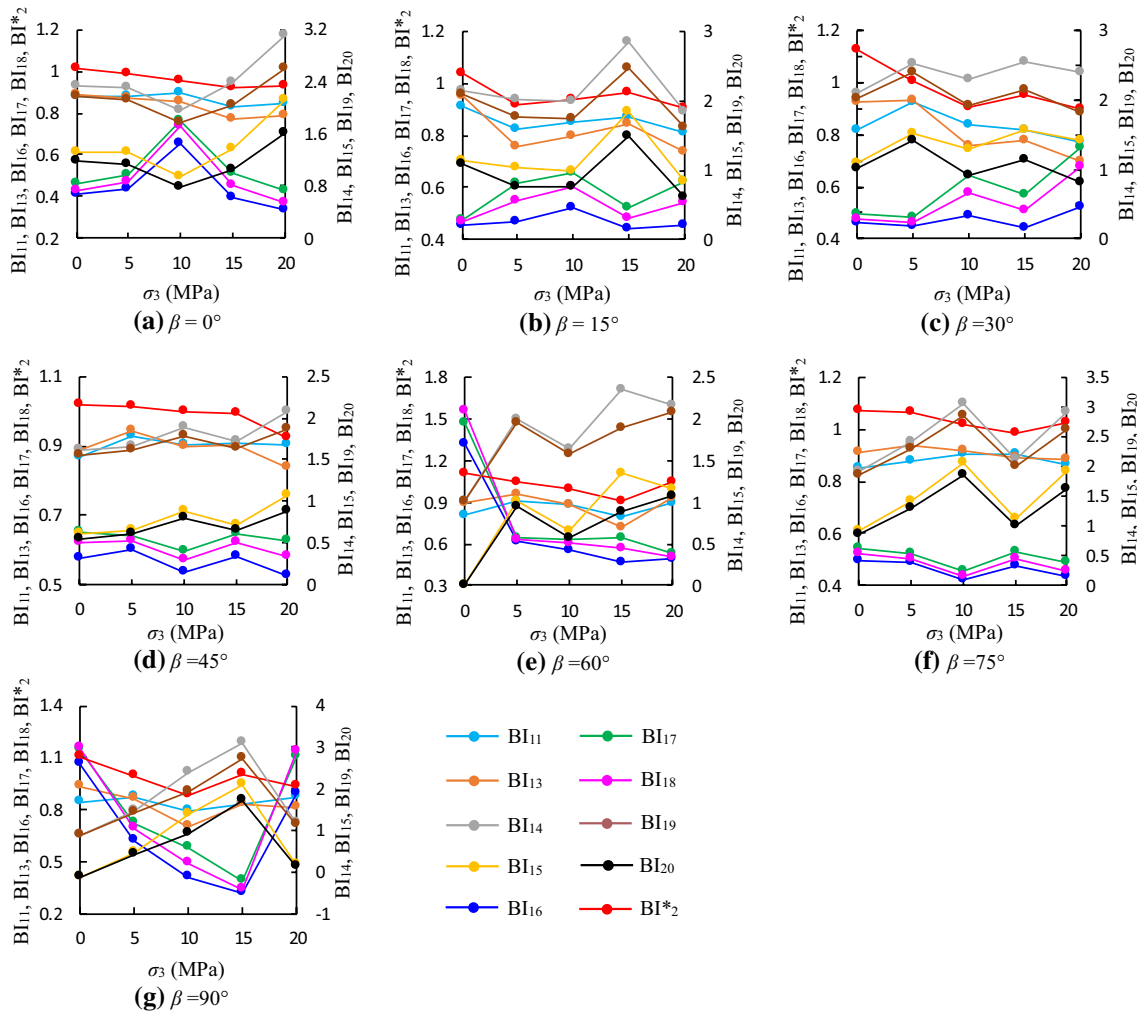 BI11, BI13, BI16, BI17, BI18, BI*2
1.2
1
0.8
0.6
0.4
0.2
3.2
2.4
1.6
0.8
0
BI14, BI15, BI19, BI20
0 5 10 15 20
σ3 (MPa)
(a) β = 0°
BI11, BI13, BI16, BI17, BI18, BI*2
1.2
1
0.8
0.6
0.4
3
2
1
0
BI14, BI15, BI19, BI20
0 5 10 15 20
σ3 (MPa)
(b) β = 15°
BI11, BI13, BI16, BI17, BI18, BI*2
1.2
1
0.8
0.6
0.4
3
2.5
2
1.5
1
0.5
0
BI14, BI15, BI19, BI20
0 5 10 15 20
σ3 (MPa)
(c) β =30°
BI11, BI13, BI16, BI17, BI18, BI*2
1.1
0.9
0.7
0.5
2.5
2
1.5
1
0.5
0
BI14, BI15, BI19, BI20
0 5 10 15 20
σ3 (MPa)
(d) β =45°
BI11, BI13, BI16, BI17, BI18, BI*2
1.8
1.5
1.2
0.9
0.6
0.3
2.5
2
1.5
1
0.5
0
BI14, BI15, BI19, BI20
0 5 10 15 20
σ3 (MPa)
(e) β =60°
BI11, BI13, BI16, BI17, BI18, BI*2
1.2
1
0.8
0.6
0.4
3.5
3
2.5
2
1.5
1
0.5
0
BI14, BI15, BI19, BI20
0 5 10 15 20
σ3 (MPa)
(f) β =75°
BI11, BI13, BI16, BI17, BI18, BI*2
1.4
1.1
0.8
0.5
0.2
4
3
2
1
0
-1
BI14, BI15, BI19, BI20
0 5 10 15 20
σ3 (MPa)
(g) β =90°
BI11 BI17
BI13 BI18
BI14 BI19
BI15 BI20
BI16 BI*2